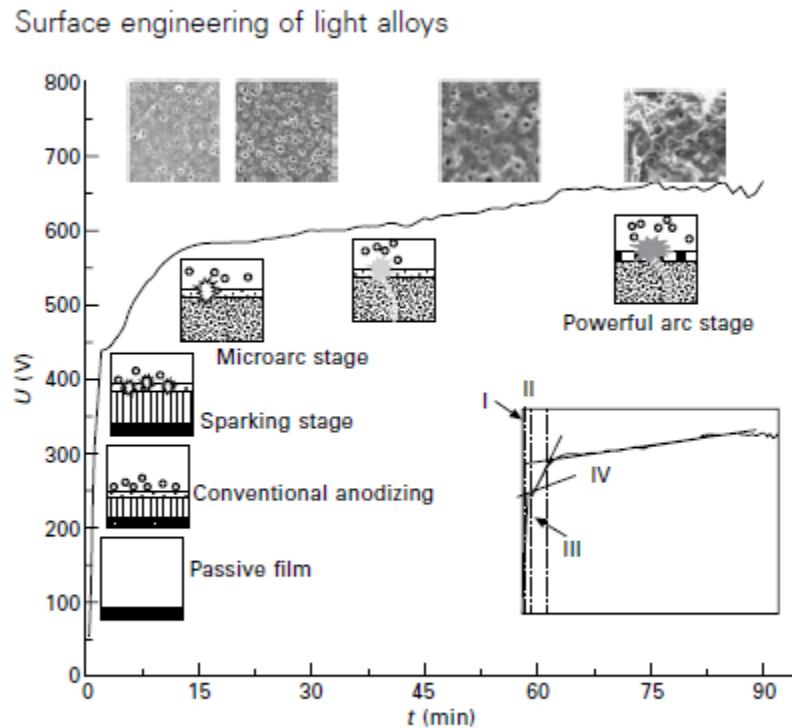 Surface engineering of light alloys
800
700
600
500
400
300
200
100
0
U (V)
Microarc stage
Powerful arc stage
Sparking stage
Conventional anodizing
Passive film
I
II
IV
III
0 15 30 45 60 75 90
t (min)